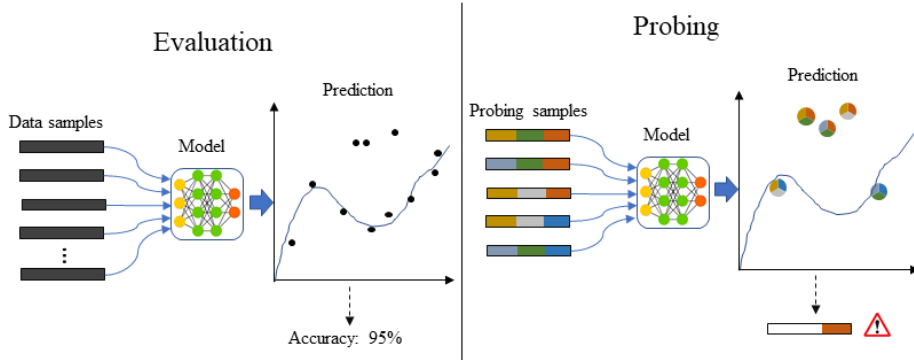 Evaluation
Data samples
Model
Prediction
...
Accuracy: 95%
Probing
Probing samples
Model
Prediction
!